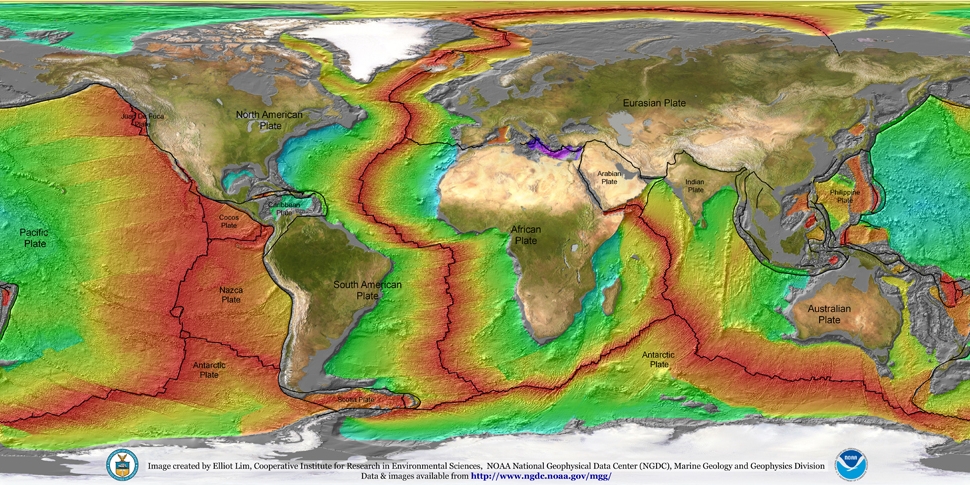 Juan De Fuca
Plate
North American
Plate
Eurasian Plate
Caribbean
Plate
Cocos
Plate
Arabian
Plate
Indian
Plate
Philippine
Plate
Pacific
Plate
African
Plate
Nazca
Plate
South American
Plate
Australian
Plate
Antarctic
Plate
Antarctic
Plate
Scotia Plate
Image created by Elliot Lim, Cooperative Institute for Research in Environmental Sciences, NOAA National Geophysical Data Center (NGDC), Marine Geology and Geophysics Division
Data & images available from http://www.ngdc.noaa.gov/mgg/
NOAA